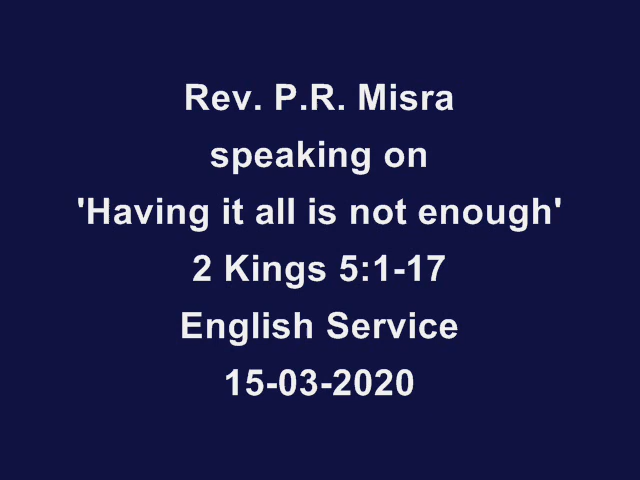 Rev. P.R. Misra
speaking on
'Having it all is not enough'
2 Kings 5:1-17
English Service
15-03-2020